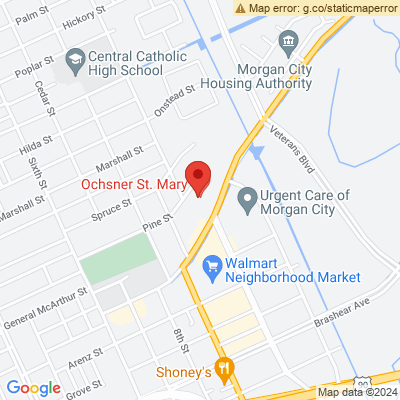 Map error: g.co/staticmaperror
Palm St
Hickory St
Central Catholic
High School
Morgan City
Housing Authority
Poplar St
Cedar St
Onstead St
Hilda St
Veterans Blvd
Sixth St
Marshall St
Ochsner St. Mary
Marshall St
Spruce St
Urgent Care of
Morgan City
Pine St
Walmart
Neighborhood Market
General McArthur St
Brashear Ave
8th St
Arenz St
Shoney's
Grove St
90
Google
Map data ©2024